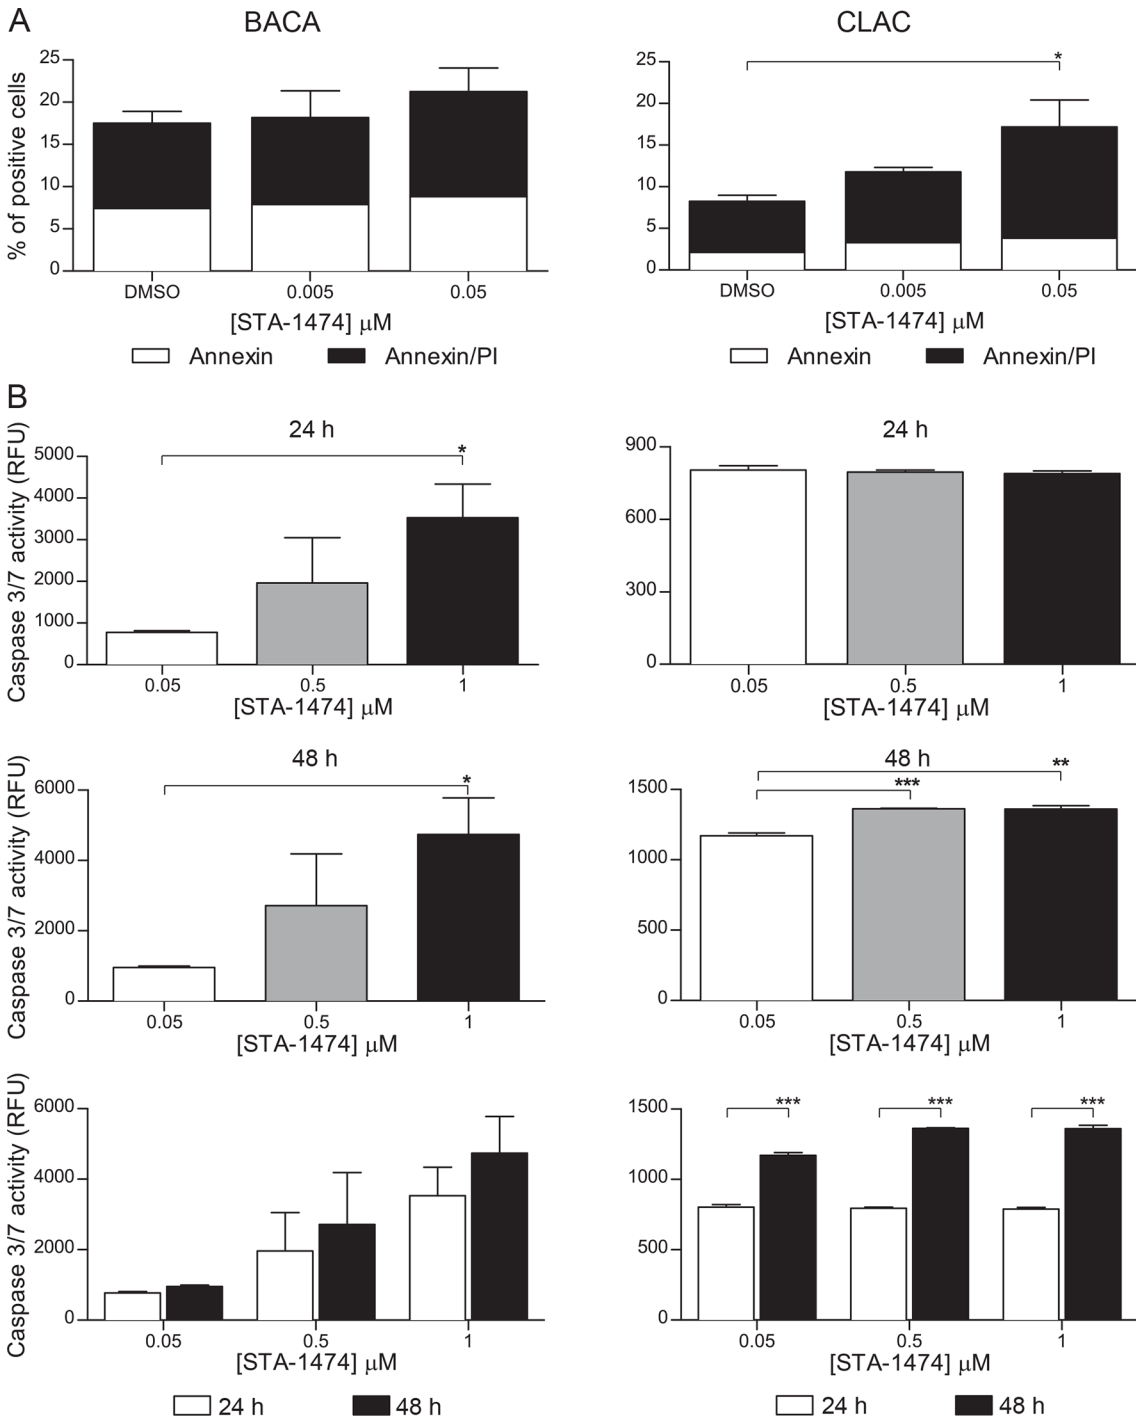 A BACA CLAC
% of positive cells
25 20 15 10 5 0
DMSO 0.005 0.05
[STA-1474] μM
Annexin Annexin/PI
25 20 15 10 5 0
*
DMSO 0.005 0.05
[STA-1474] μM
Annexin Annexin/PI
B
24 h
Caspase 3/7 activity (RFU)
5000 4000 3000 2000 1000 0
*
0.05 0.5 1
[STA-1474] μM
24 h
900 600 300 0
0.05 0.5 1
[STA-1474] μM
48 h
Caspase 3/7 activity (RFU)
6000 4000 2000 0
*
0.05 0.5 1
[STA-1474] μM
48 h
1500 1000 500 0
**
***
0.05 0.5 1
[STA-1474] μM
Caspase 3/7 activity (RFU)
6000 4000 2000 0
0.05 0.5 1
[STA-1474] μM
24 h 48 h
1500 1000 500 0
*** *** ***
0.05 0.5 1
[STA-1474] μM
24 h 48 h